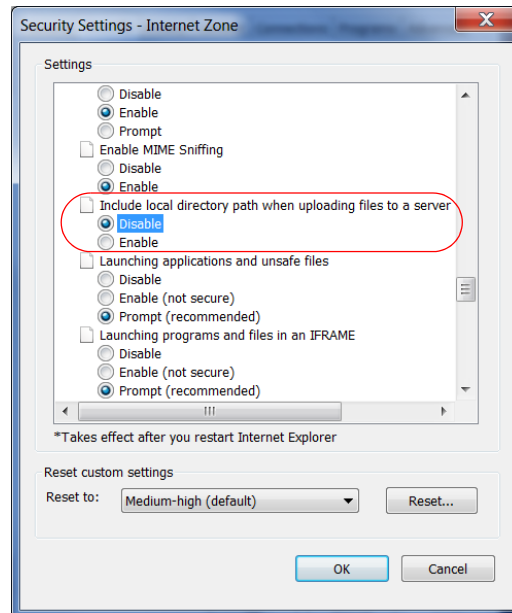 Security Settings - Internet Zone
Settings
Disable
Enable
Prompt
Enable MIME Sniffing
Disable
Enable
Include local directory path when uploading files to a server
Disable
Enable
Launching applications and unsafe files
Disable
Enable (not secure)
Prompt (recommended)
Launching programs and files in an IFRAME
Disable
Enable (not secure)
Prompt (recommended)
*Takes effect after you restart Internet Explorer
Reset custom settings
Reset to: Medium-high (default) Reset...
OK Cancel